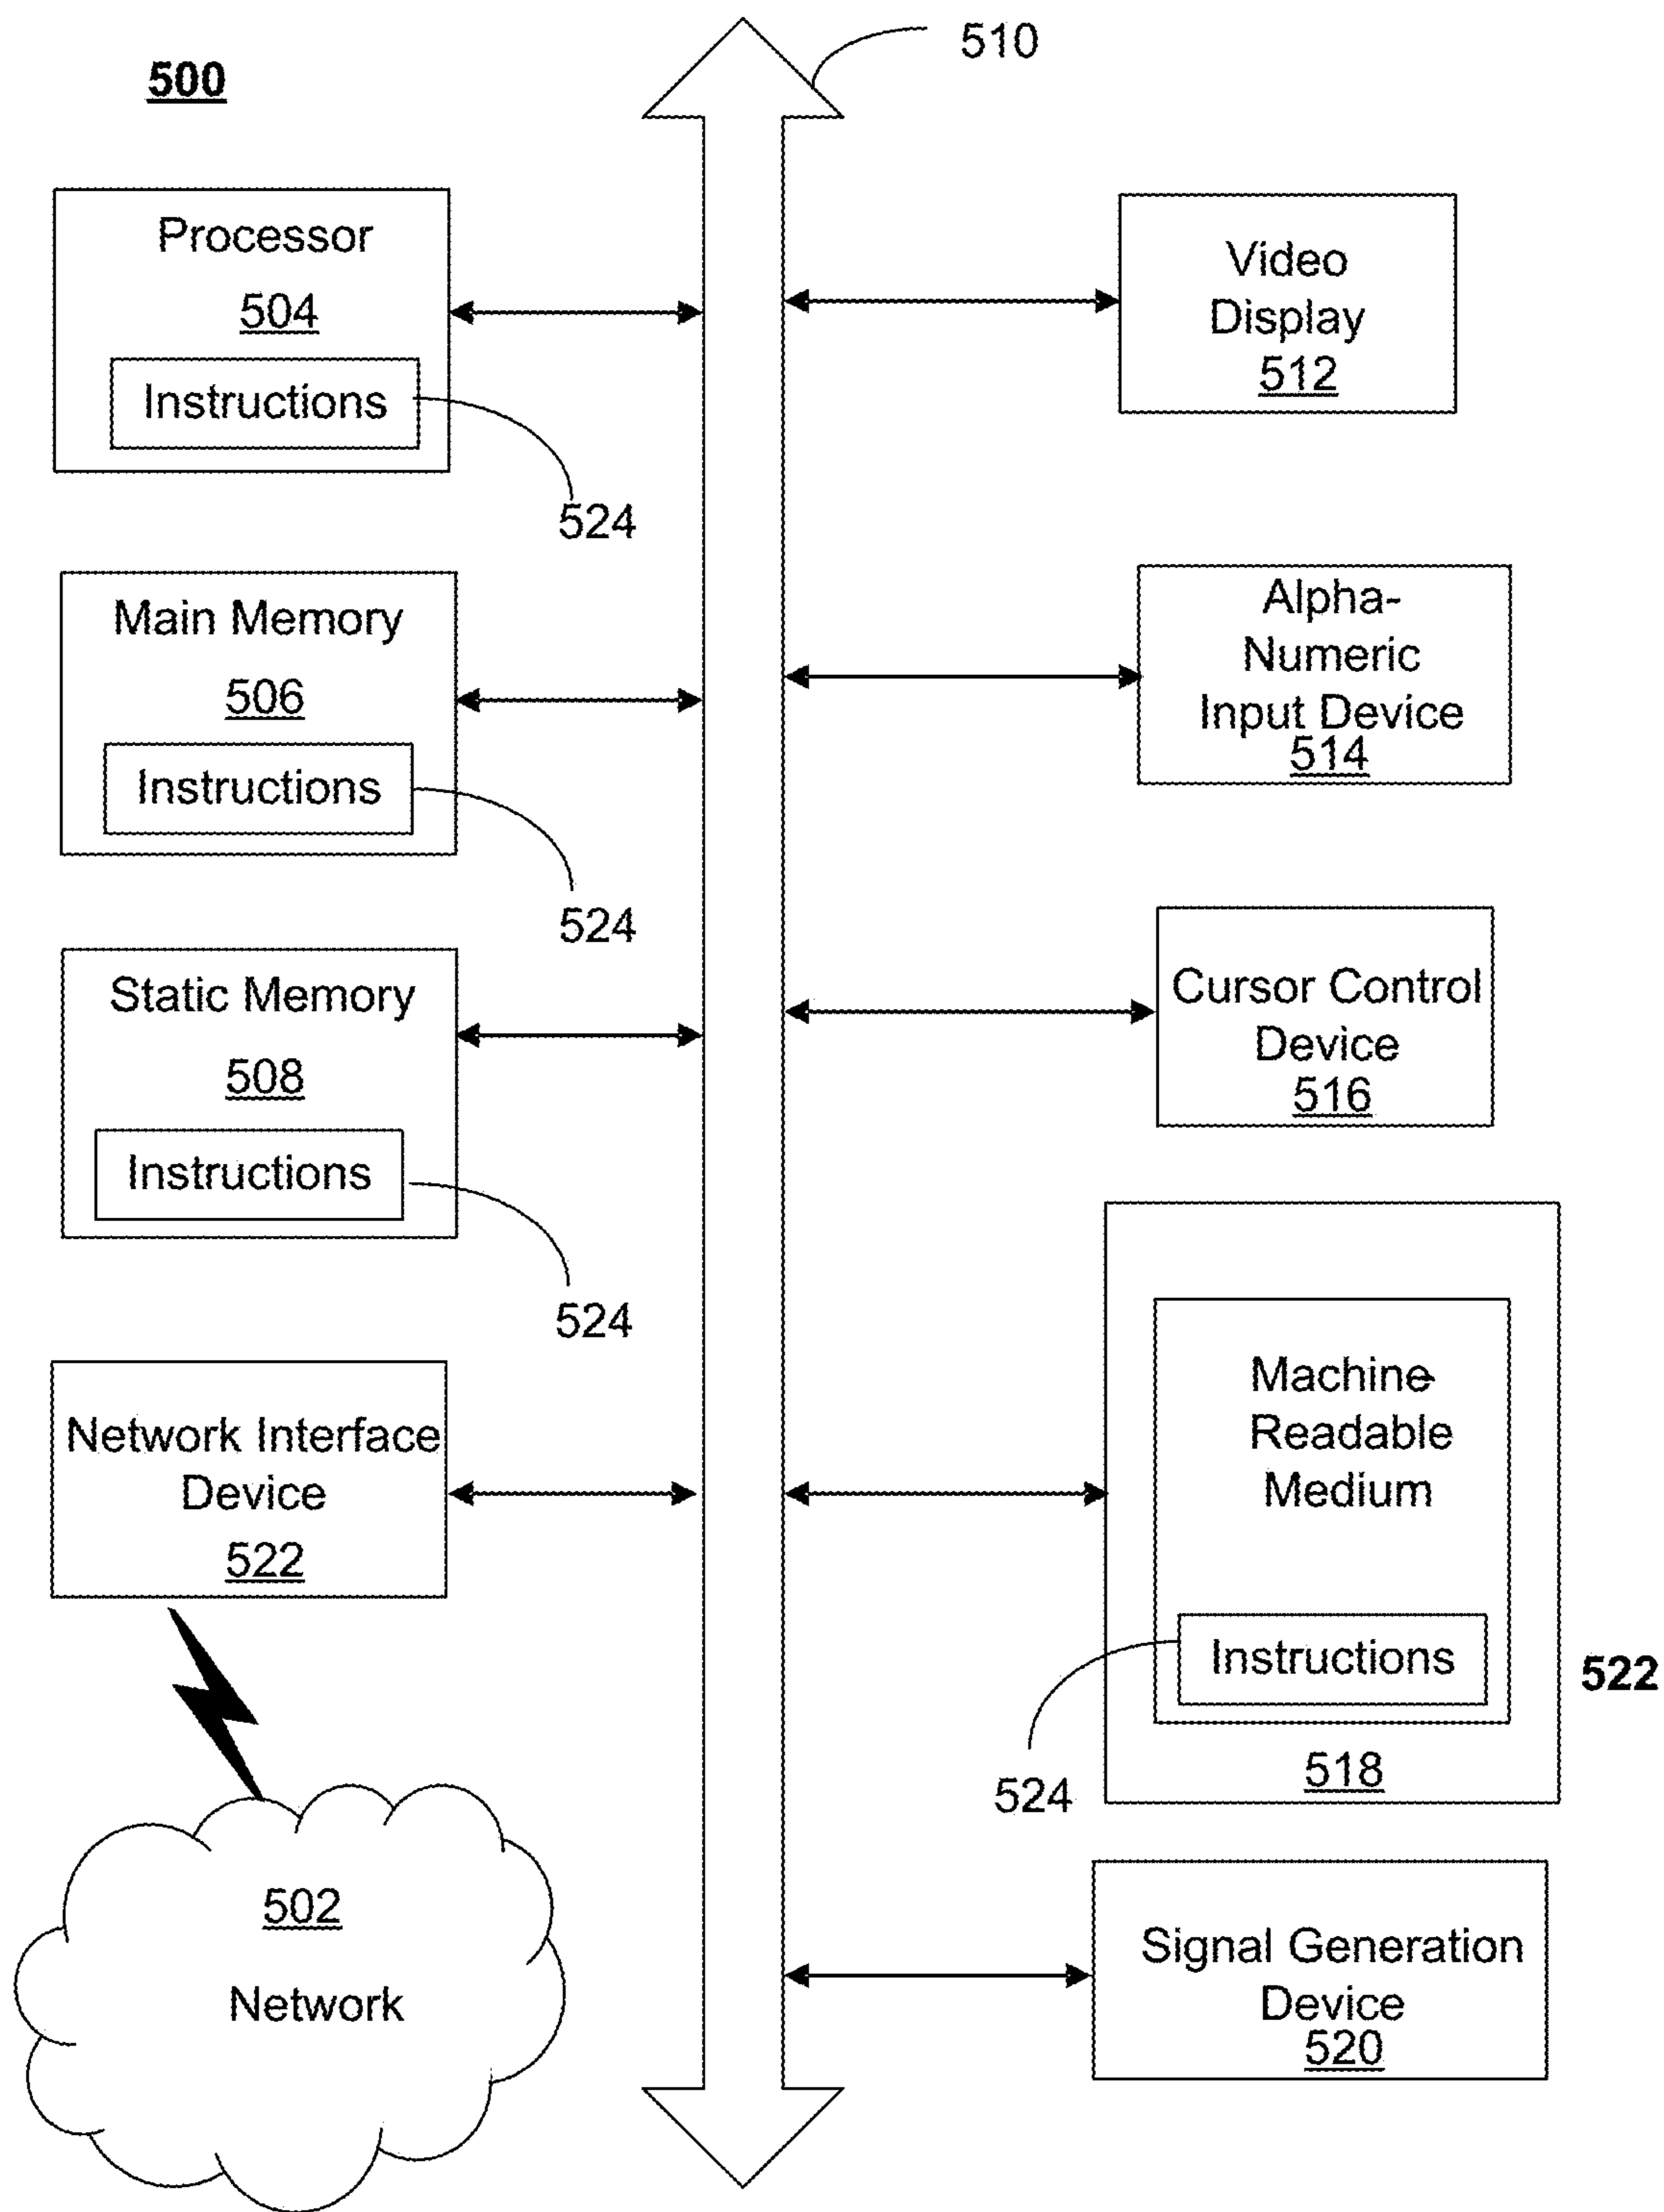 500
510
Processor
504
Instructions
524
Main Memory
506
Instructions
524
Static Memory
508
Instructions
524
Network Interface
Device
522
502
Network
Video
Display
512
Alpha-
Numeric
Input Device
514
Cursor Control
Device
516
Machine-
Readable
Medium
Instructions
522
518
524
Signal Generation
Device
520